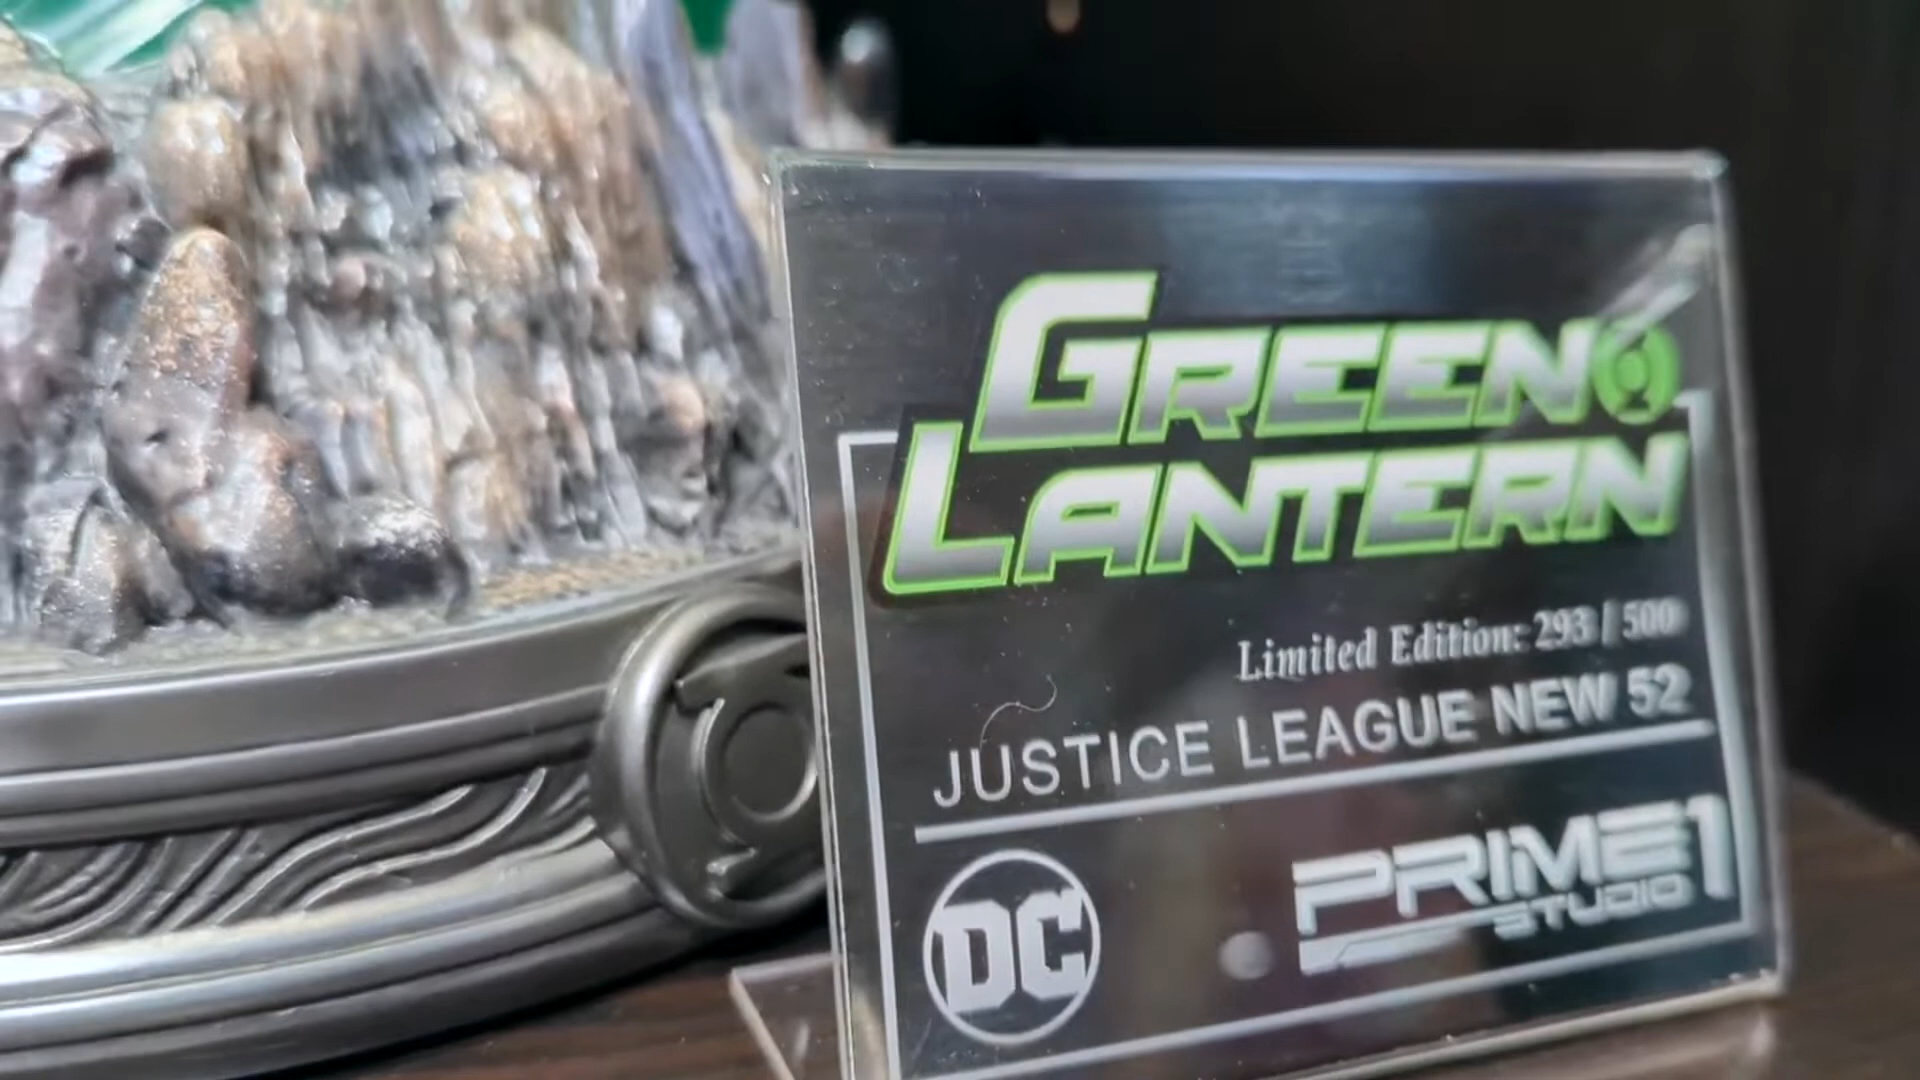 GREEN
LANTERN
Limited Edition: 293 / 500
JUSTICE LEAGUE NEW 52
DC
PRIME 1
STUDIO